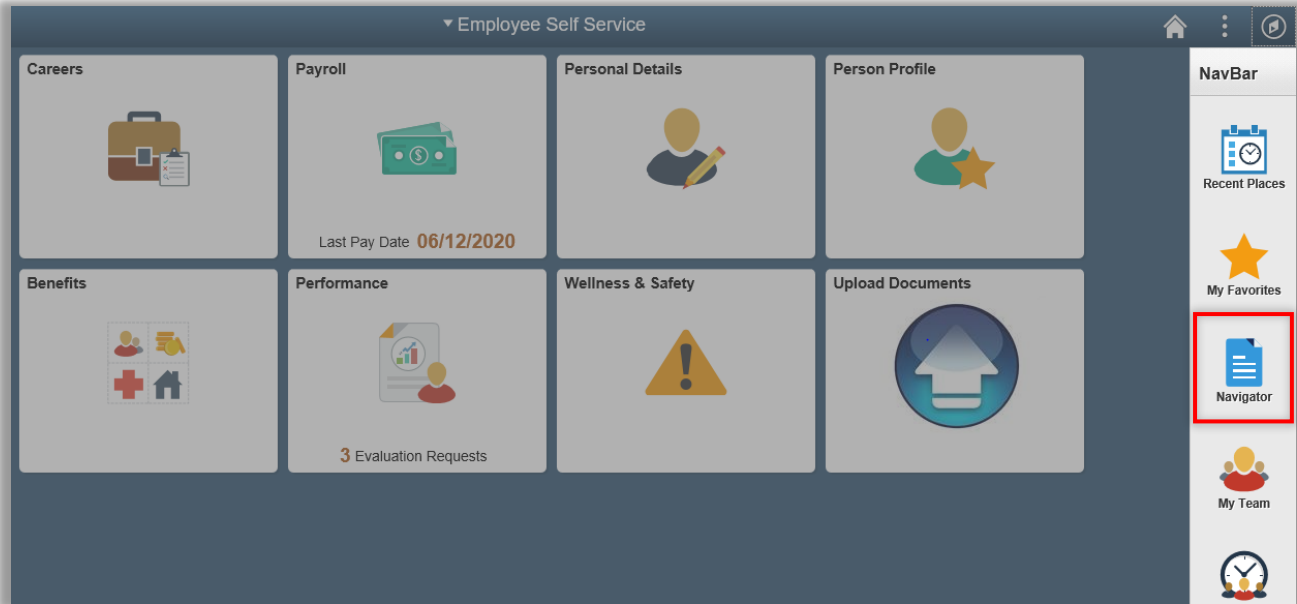 Employee Self Service
Careers
Payroll
Last Pay Date 06/12/2020
Personal Details
Person Profile
Benefits
Performance
3 Evaluation Requests
Wellness & Safety
Upload Documents
NavBar
Recent Places
My Favorites
Navigator
My Team